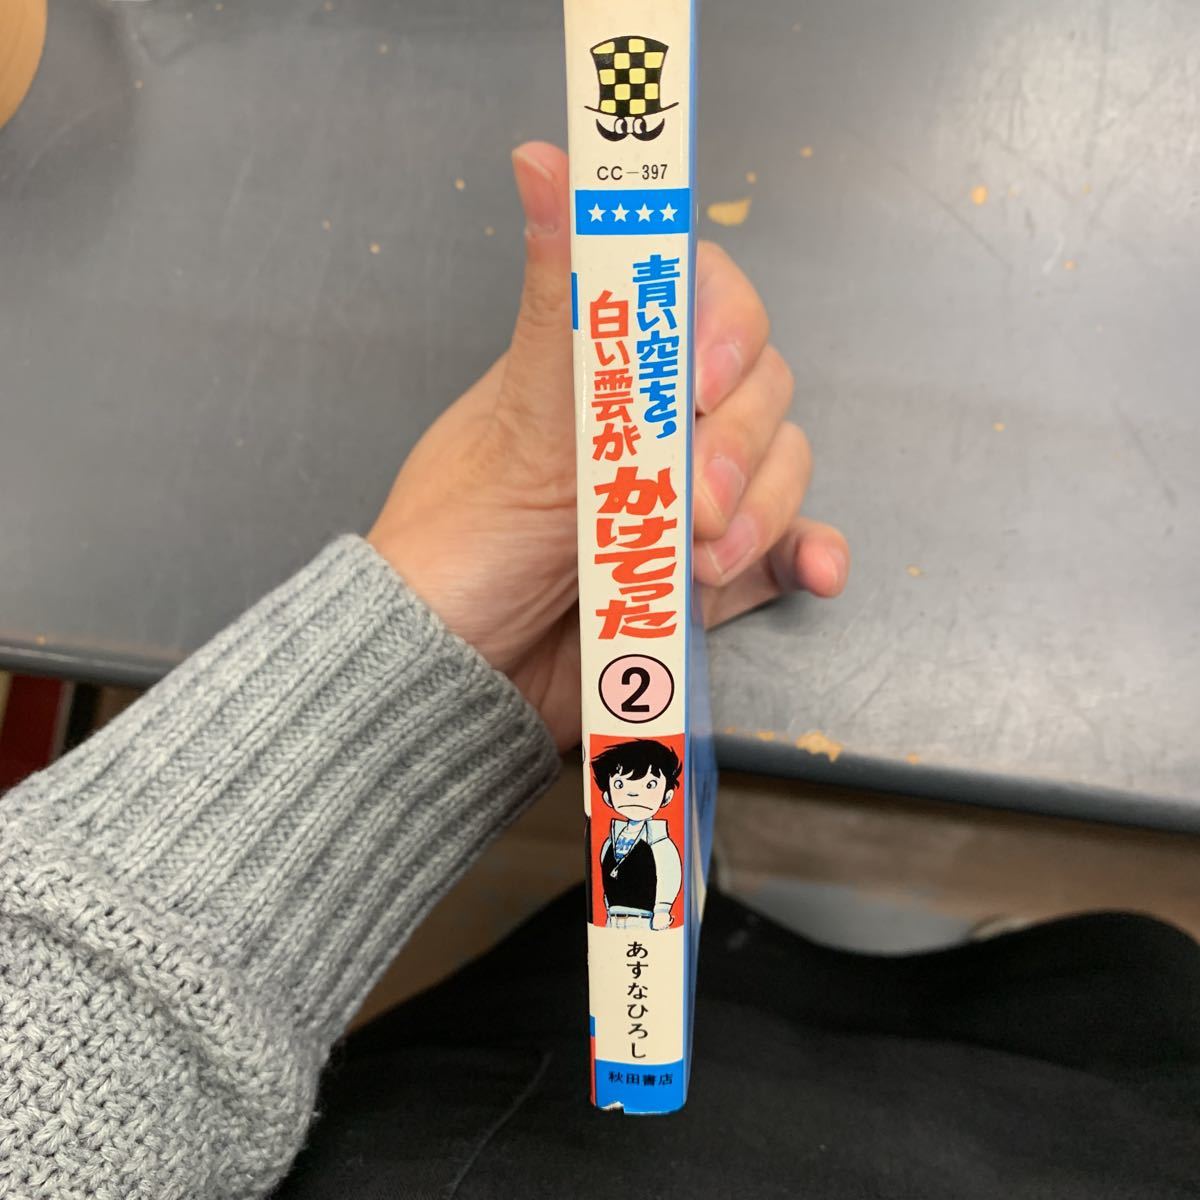 CC-397
青い空を，
白い雲が
かけてった
2
あすなひろし
秋田書店